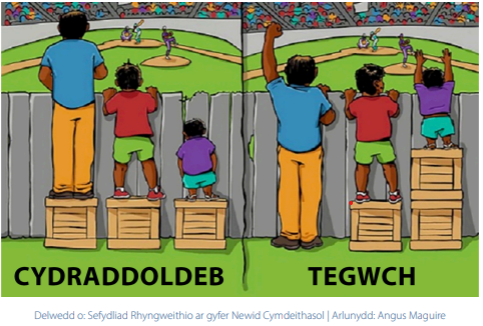 CYDRADDOLDEB
TEGWCH
Delwedd o: Sefydliad Rhyngweithio ar gyfer Newid Cymdeithasol | Arlunydd: Angus Maguire